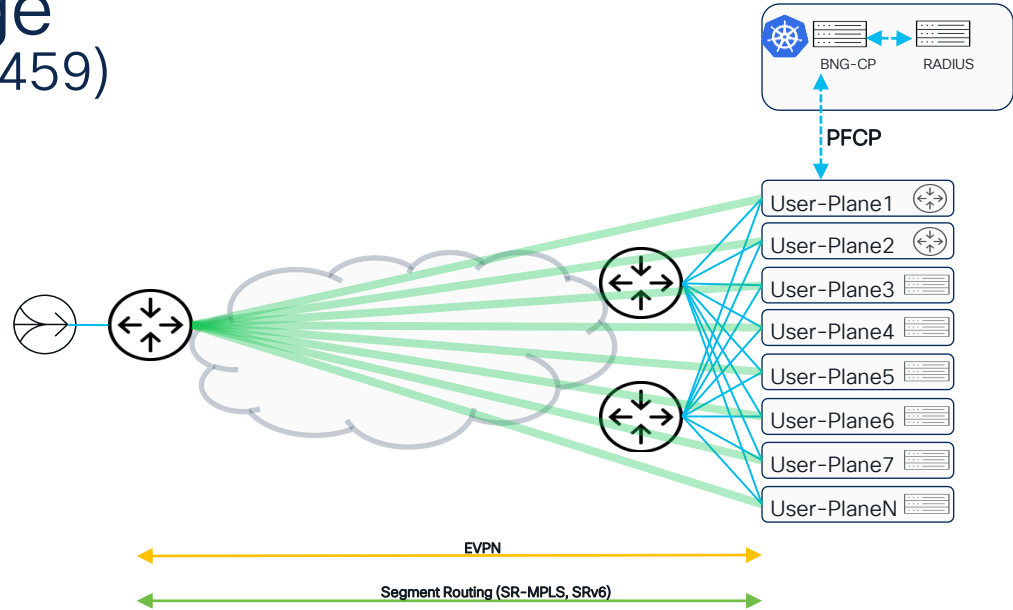 ge
459)
BNG-CP
RADIUS
PFCP
User-Plane1
User-Plane2
User-Plane3
User-Plane4
User-Plane5
User-Plane6
User-Plane7
User-PlaneN
EVPN
Segment Routing (SR-MPLS, SRv6)